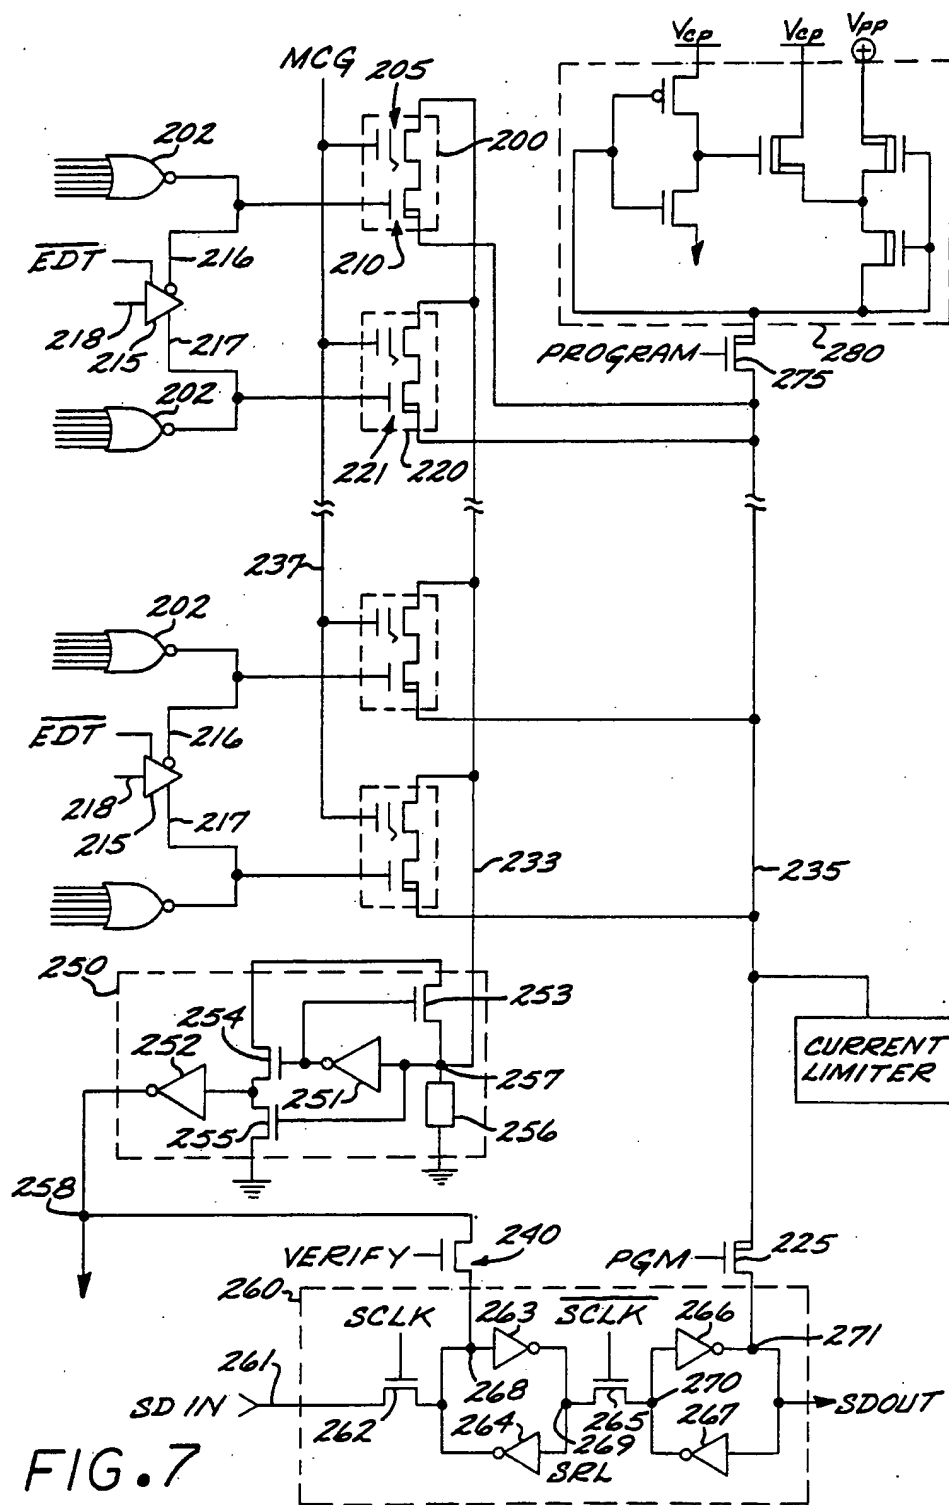 Vcp
Vcp
Vpp
MCG
205
202
200
EDT
216
210
218
215
217
PROGRAM
280
275
202
221
220
237
202
EDT
216
218
215
217
233
235
250
254
253
252
251
257
255
256
CURRENT
LIMITER
258
VERIFY
240
PGM
225
260
SCLK
263
SCLK
266
271
261
SD IN
262
268
264
269
265
270
267
SDOUT
SRL
FIG. 7